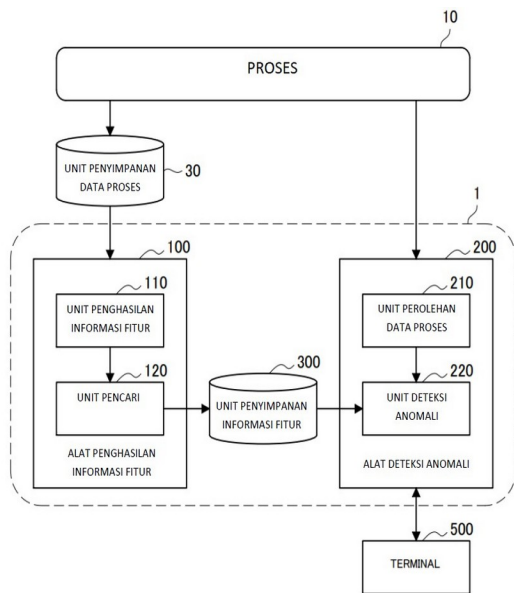 10
PROSES
UNIT PENYIMPANAN
DATA PROSES
30
1
100
200
110
210
UNIT PENGHASILAN
INFORMASI FITUR
UNIT PEROLEHAN
DATA PROSES
120
300
220
UNIT PENCARI
UNIT PENYIMPANAN
INFORMASI FITUR
UNIT DETEKSI
ANOMALI
ALAT PENGHASILAN
INFORMASI FITUR
ALAT DETEKSI ANOMALI
500
TERMINAL